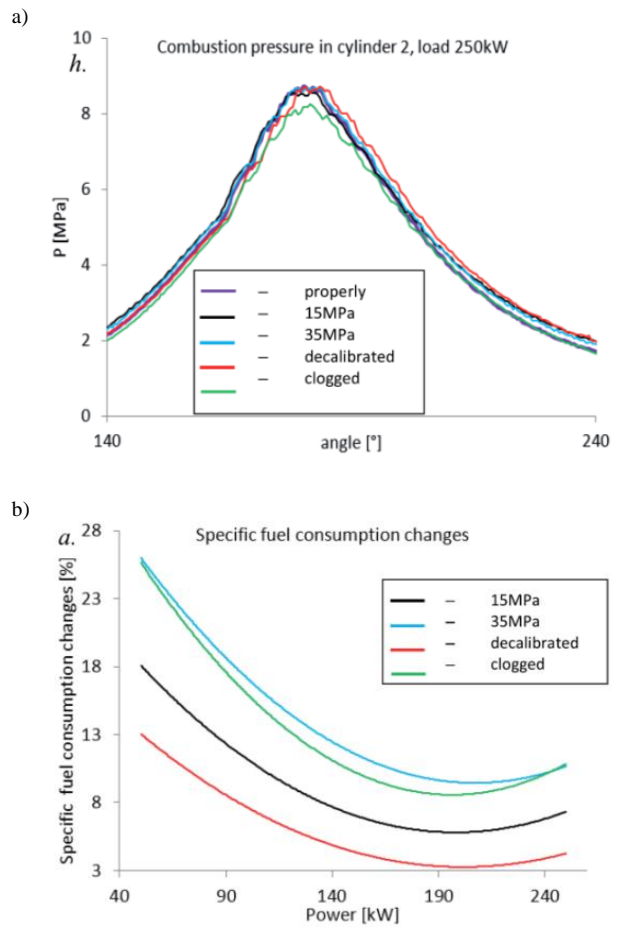 a)
Combustion pressure in cylinder 2, load 250kW
h.
P [MPa]
10
8
6
4
2
0
– properly
– 15MPa
– 35MPa
– decalibrated
– clogged
140
240
angle [°]
b)
Specific fuel consumption changes
a.
Specific fuel consumption changes [%]
28
23
18
13
8
3
– 15MPa
– 35MPa
– decalibrated
– clogged
40
90
140
190
240
Power [kW]